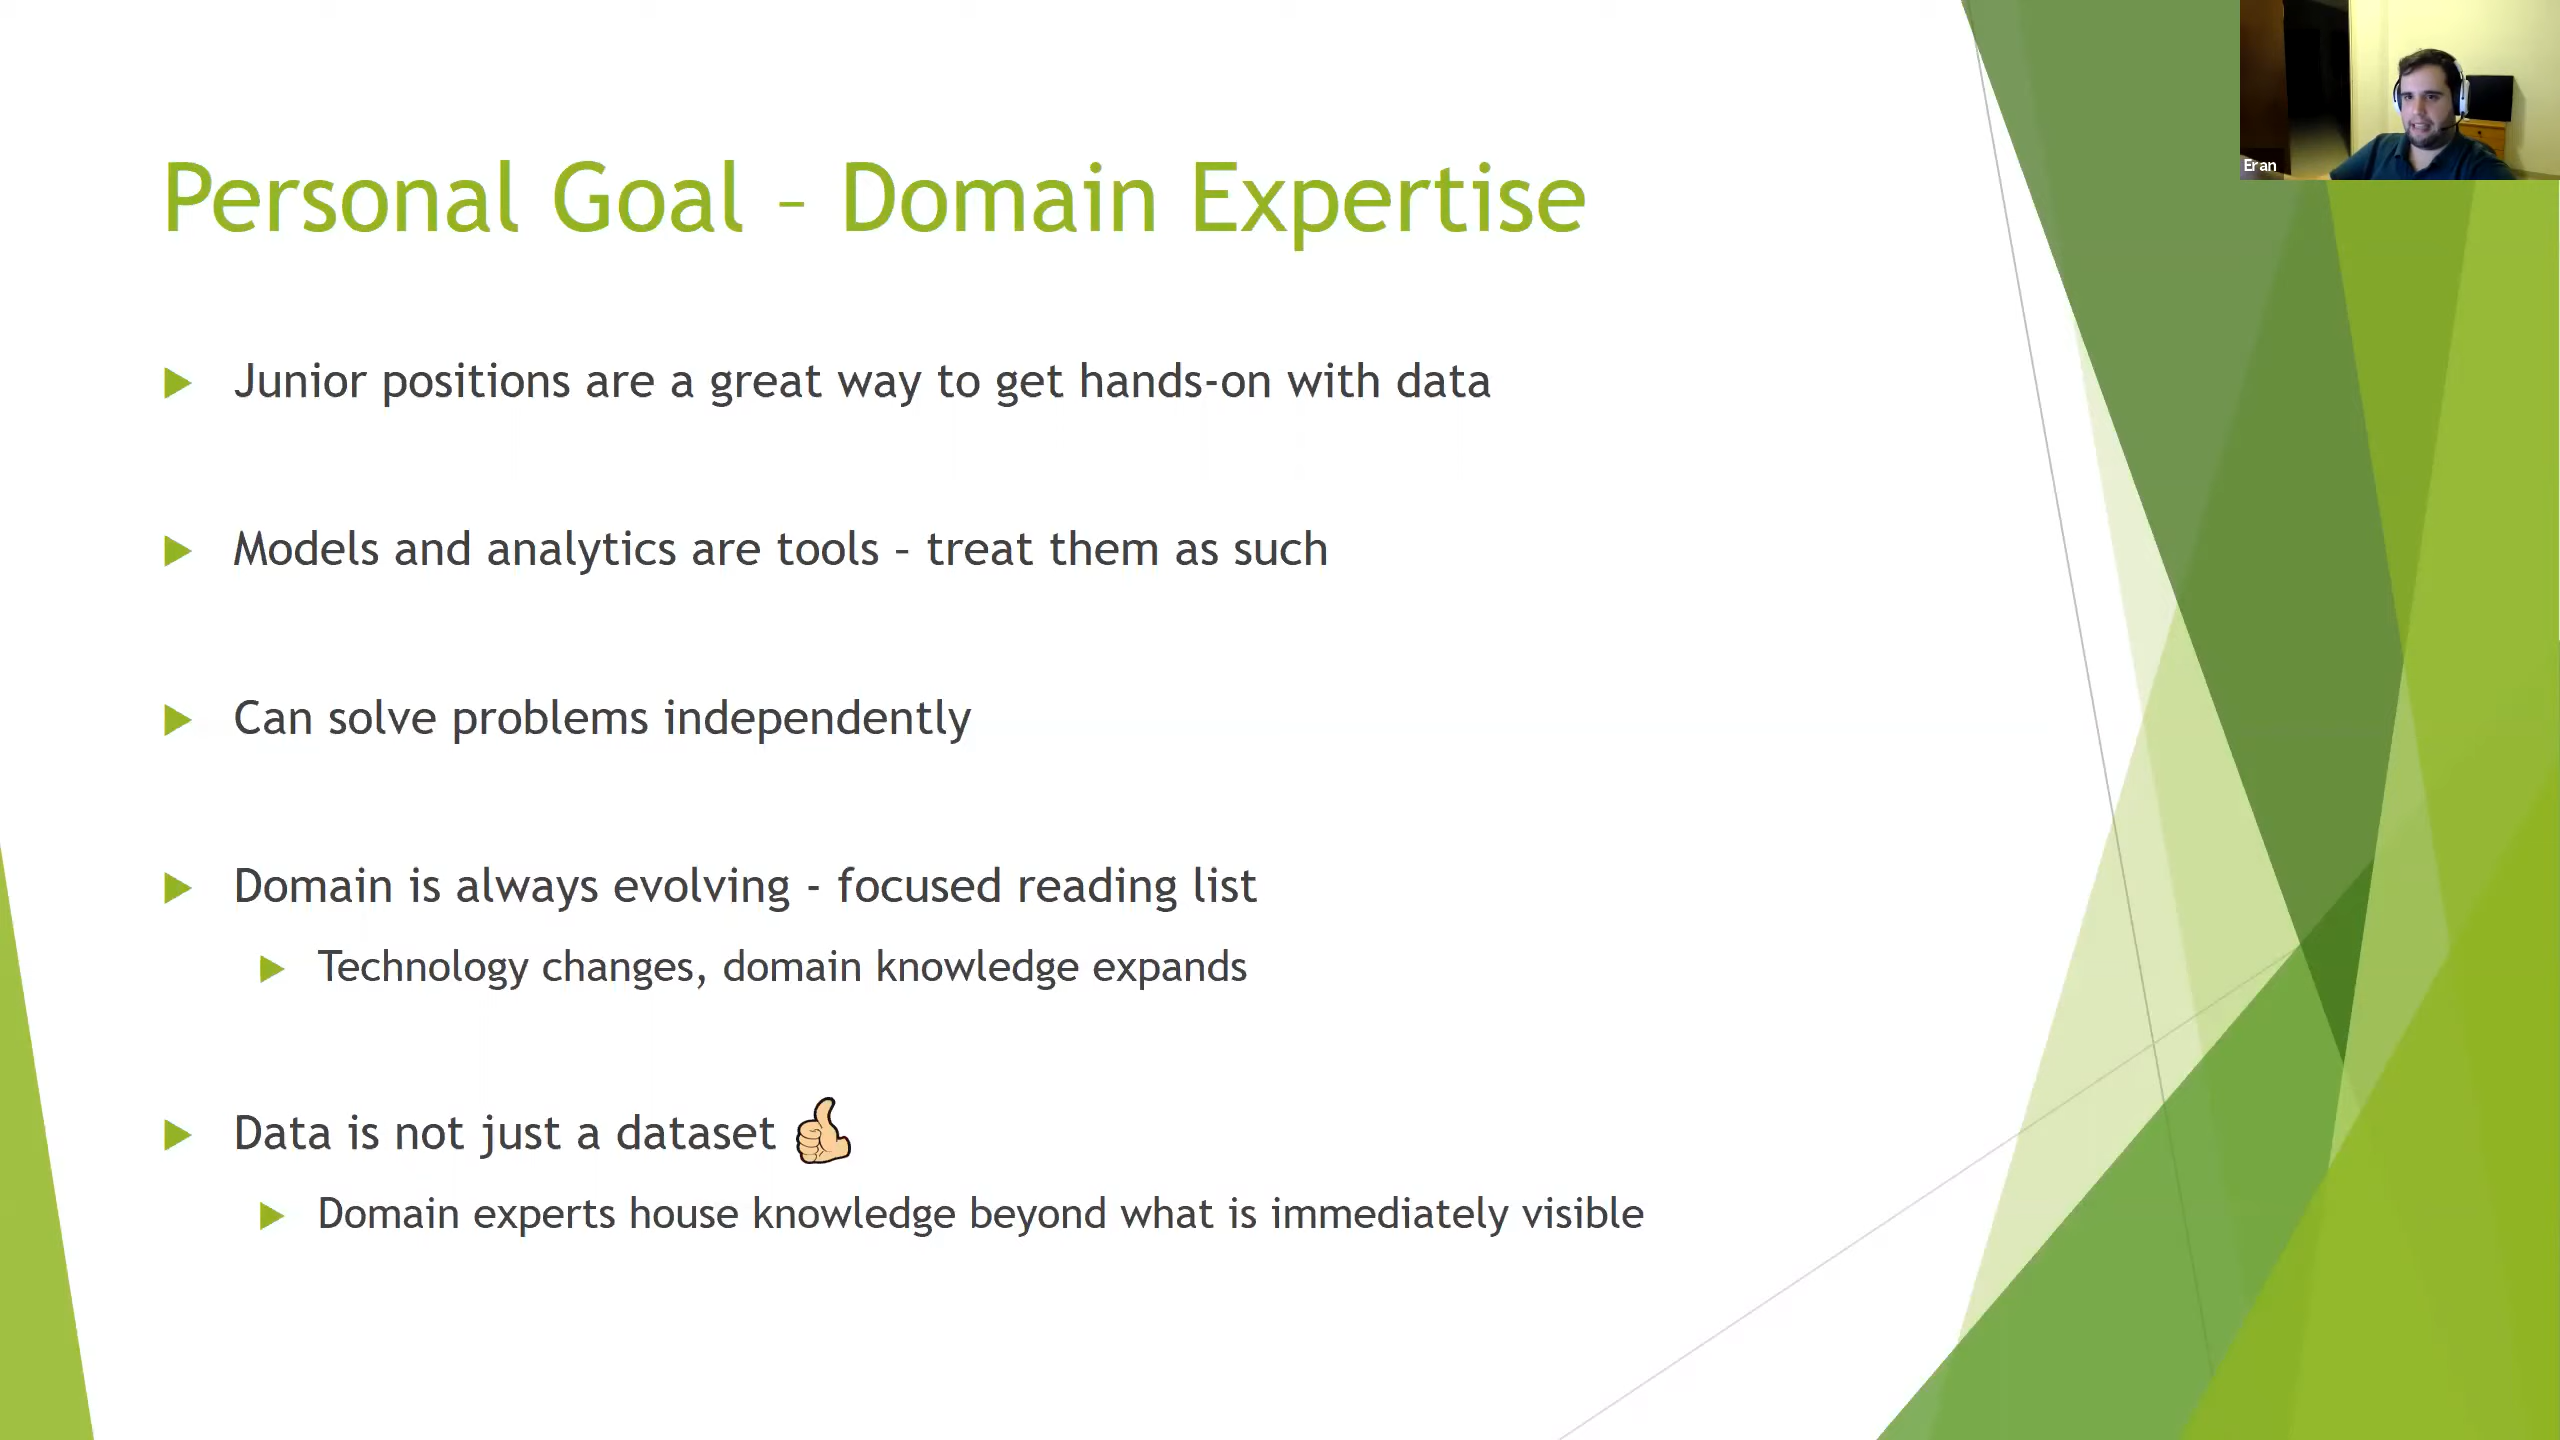 Eran
Personal Goal – Domain Expertise
Junior positions are a great way to get hands-on with data
Models and analytics are tools – treat them as such
Can solve problems independently
Domain is always evolving - focused reading list
Technology changes, domain knowledge expands
Data is not just a dataset 👍
Domain experts house knowledge beyond what is immediately visible